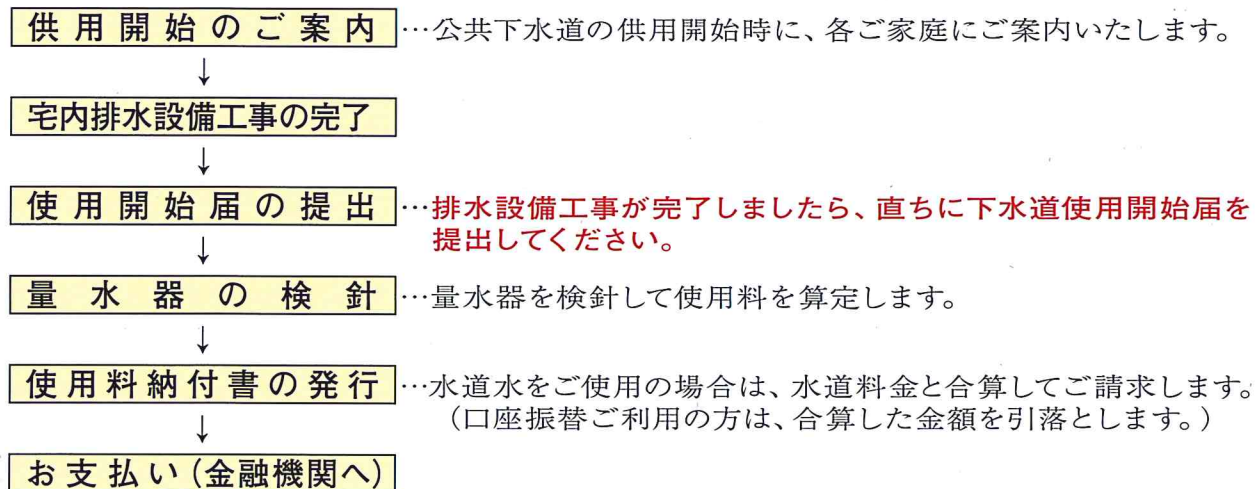 供用開始のご案内…公共下水道の供用開始時に、各ご家庭にご案内いたします。
↓
宅内排水設備工事の完了
↓
使用開始届の提出…排水設備工事が完了しましたら、直ちに下水道使用開始届を
提出してください。
↓
量水器の検針…量水器を検針して使用料を算定します。
↓
使用料納付書の発行…水道水をご使用の場合は、水道料金と合算してご請求します。
（口座振替ご利用の方は、合算した金額を引落とします。）
↓
お支払い（金融機関へ）